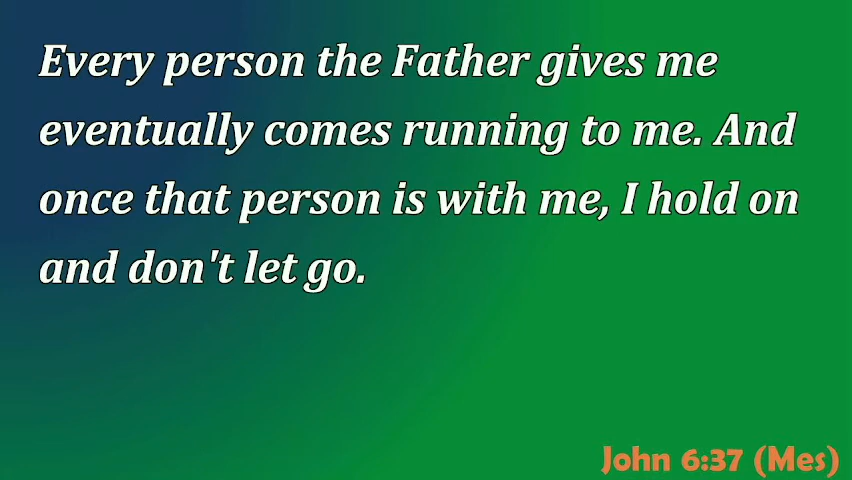 Every person the Father gives me
eventually comes running to me. And
once that person is with me, I hold on
and don't let go.
John 6:37 (Mes)